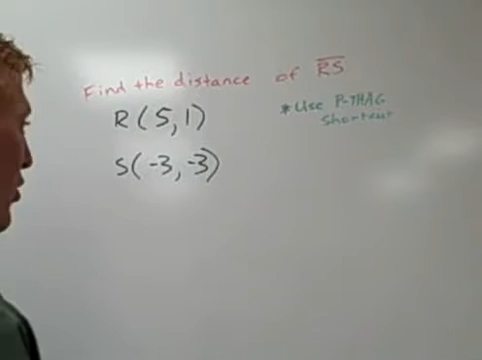 Find the distance of RS
R(5,1)
*Use P-THAG
shortcut
S(-3,-3)